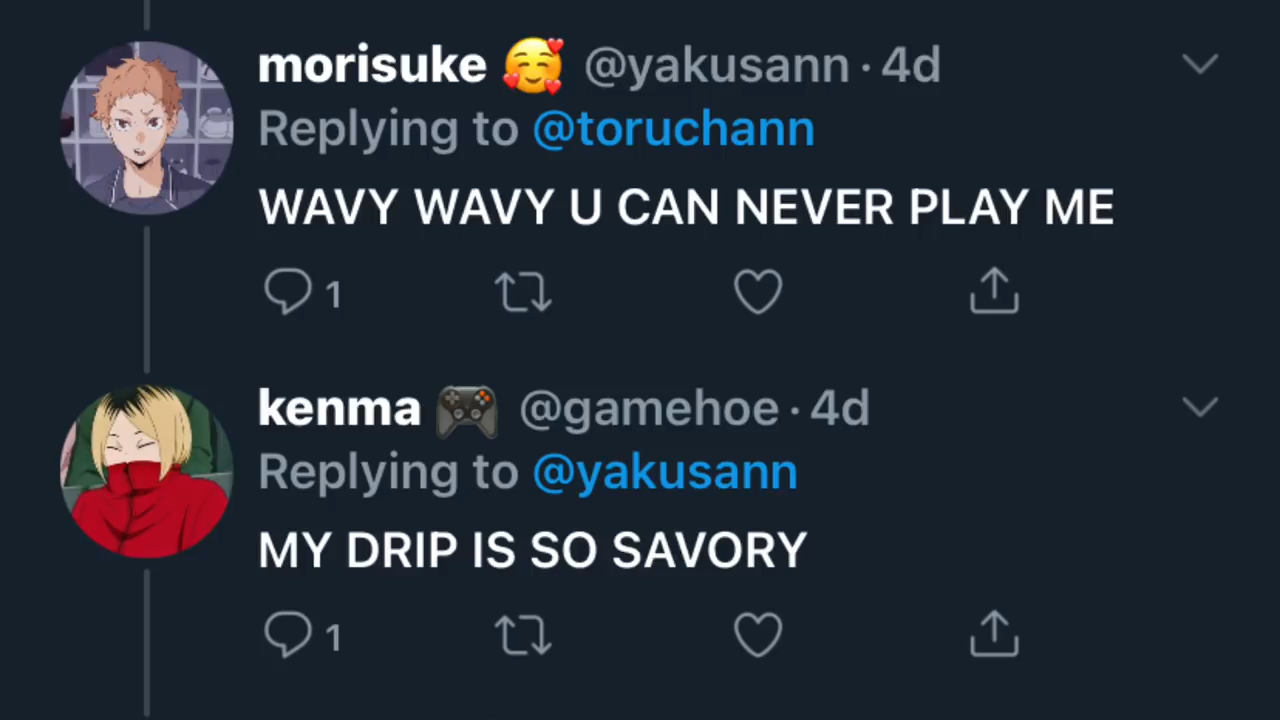 morisuke 🥰 @yakusann · 4d
Replying to @toruchann
WAVY WAVY U CAN NEVER PLAY ME
1
kenma 🎮 @gamehoe · 4d
Replying to @yakusann
MY DRIP IS SO SAVORY
1